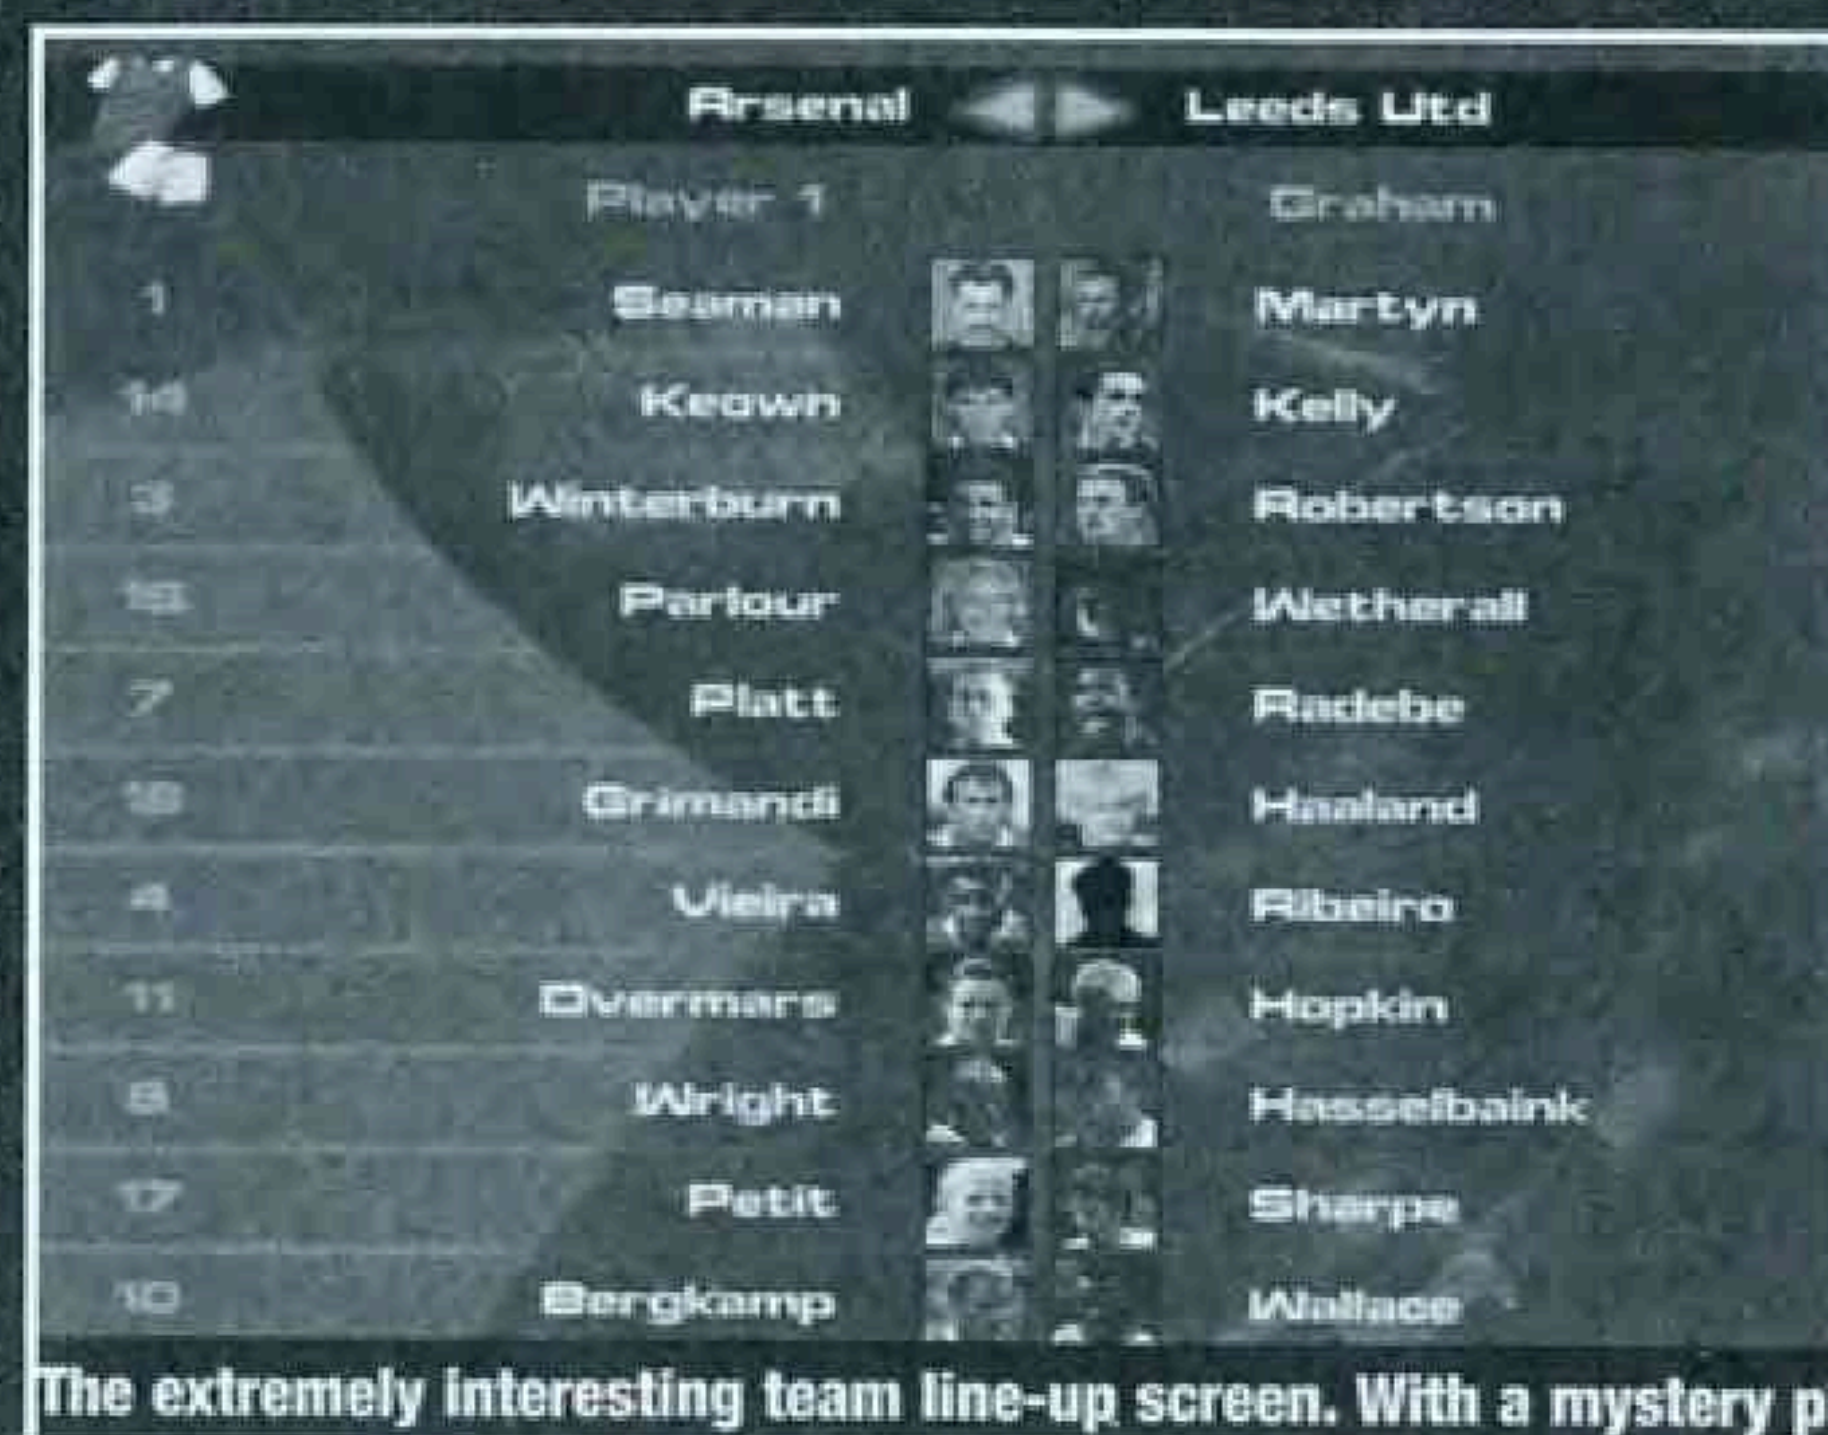 Arsenal Leeds Utd
Player 1 Graham
1 Seaman Martyn
14 Keown Kelly
3 Winterburn Robertson
15 Parlour Wetherall
7 Platt Radebe
18 Grimandi Haaland
4 Vieira Ribeiro
11 Overmars Hopkin
8 Wright Hasselbaink
17 Petit Sharpe
10 Bergkamp Wallace
The extremely interesting team line-up screen. With a mystery p